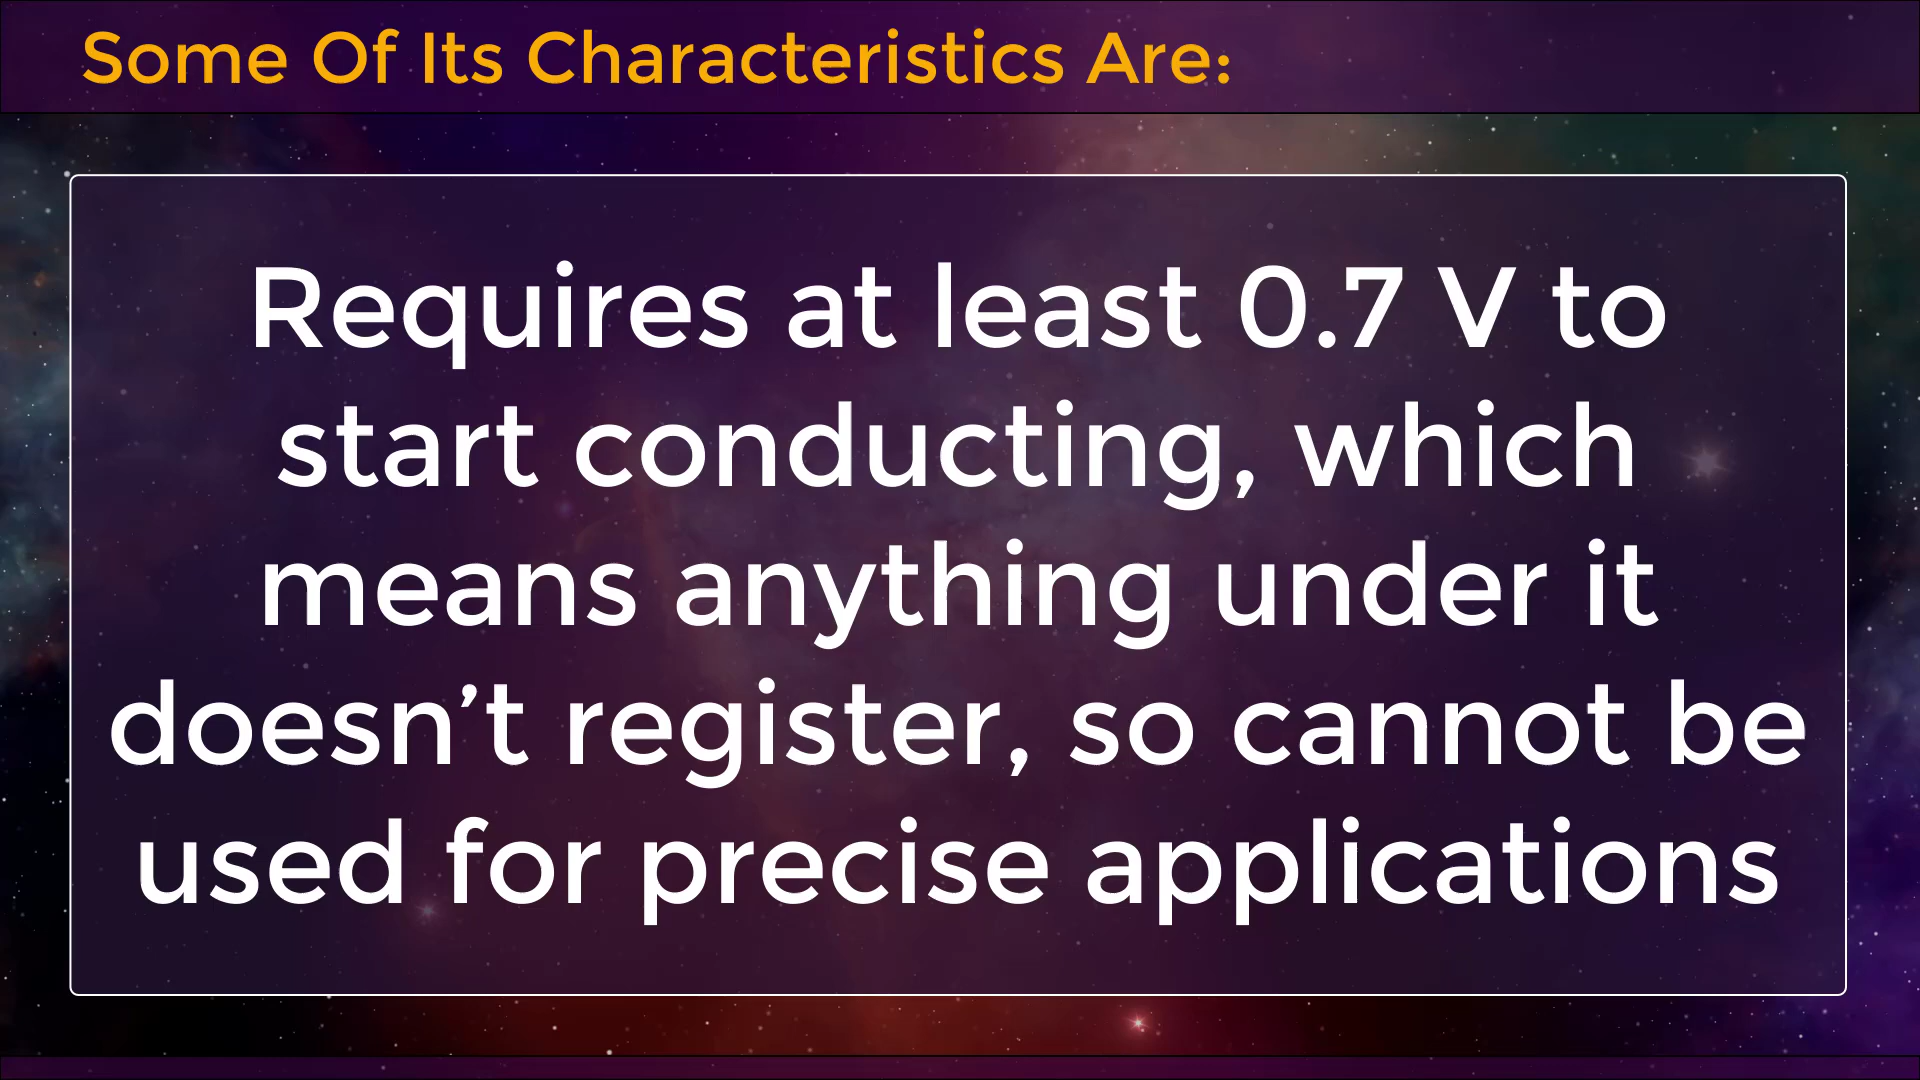 Some Of Its Characteristics Are:
Requires at least 0.7 V to
start conducting, which
means anything under it
doesn’t register, so cannot be
used for precise applications